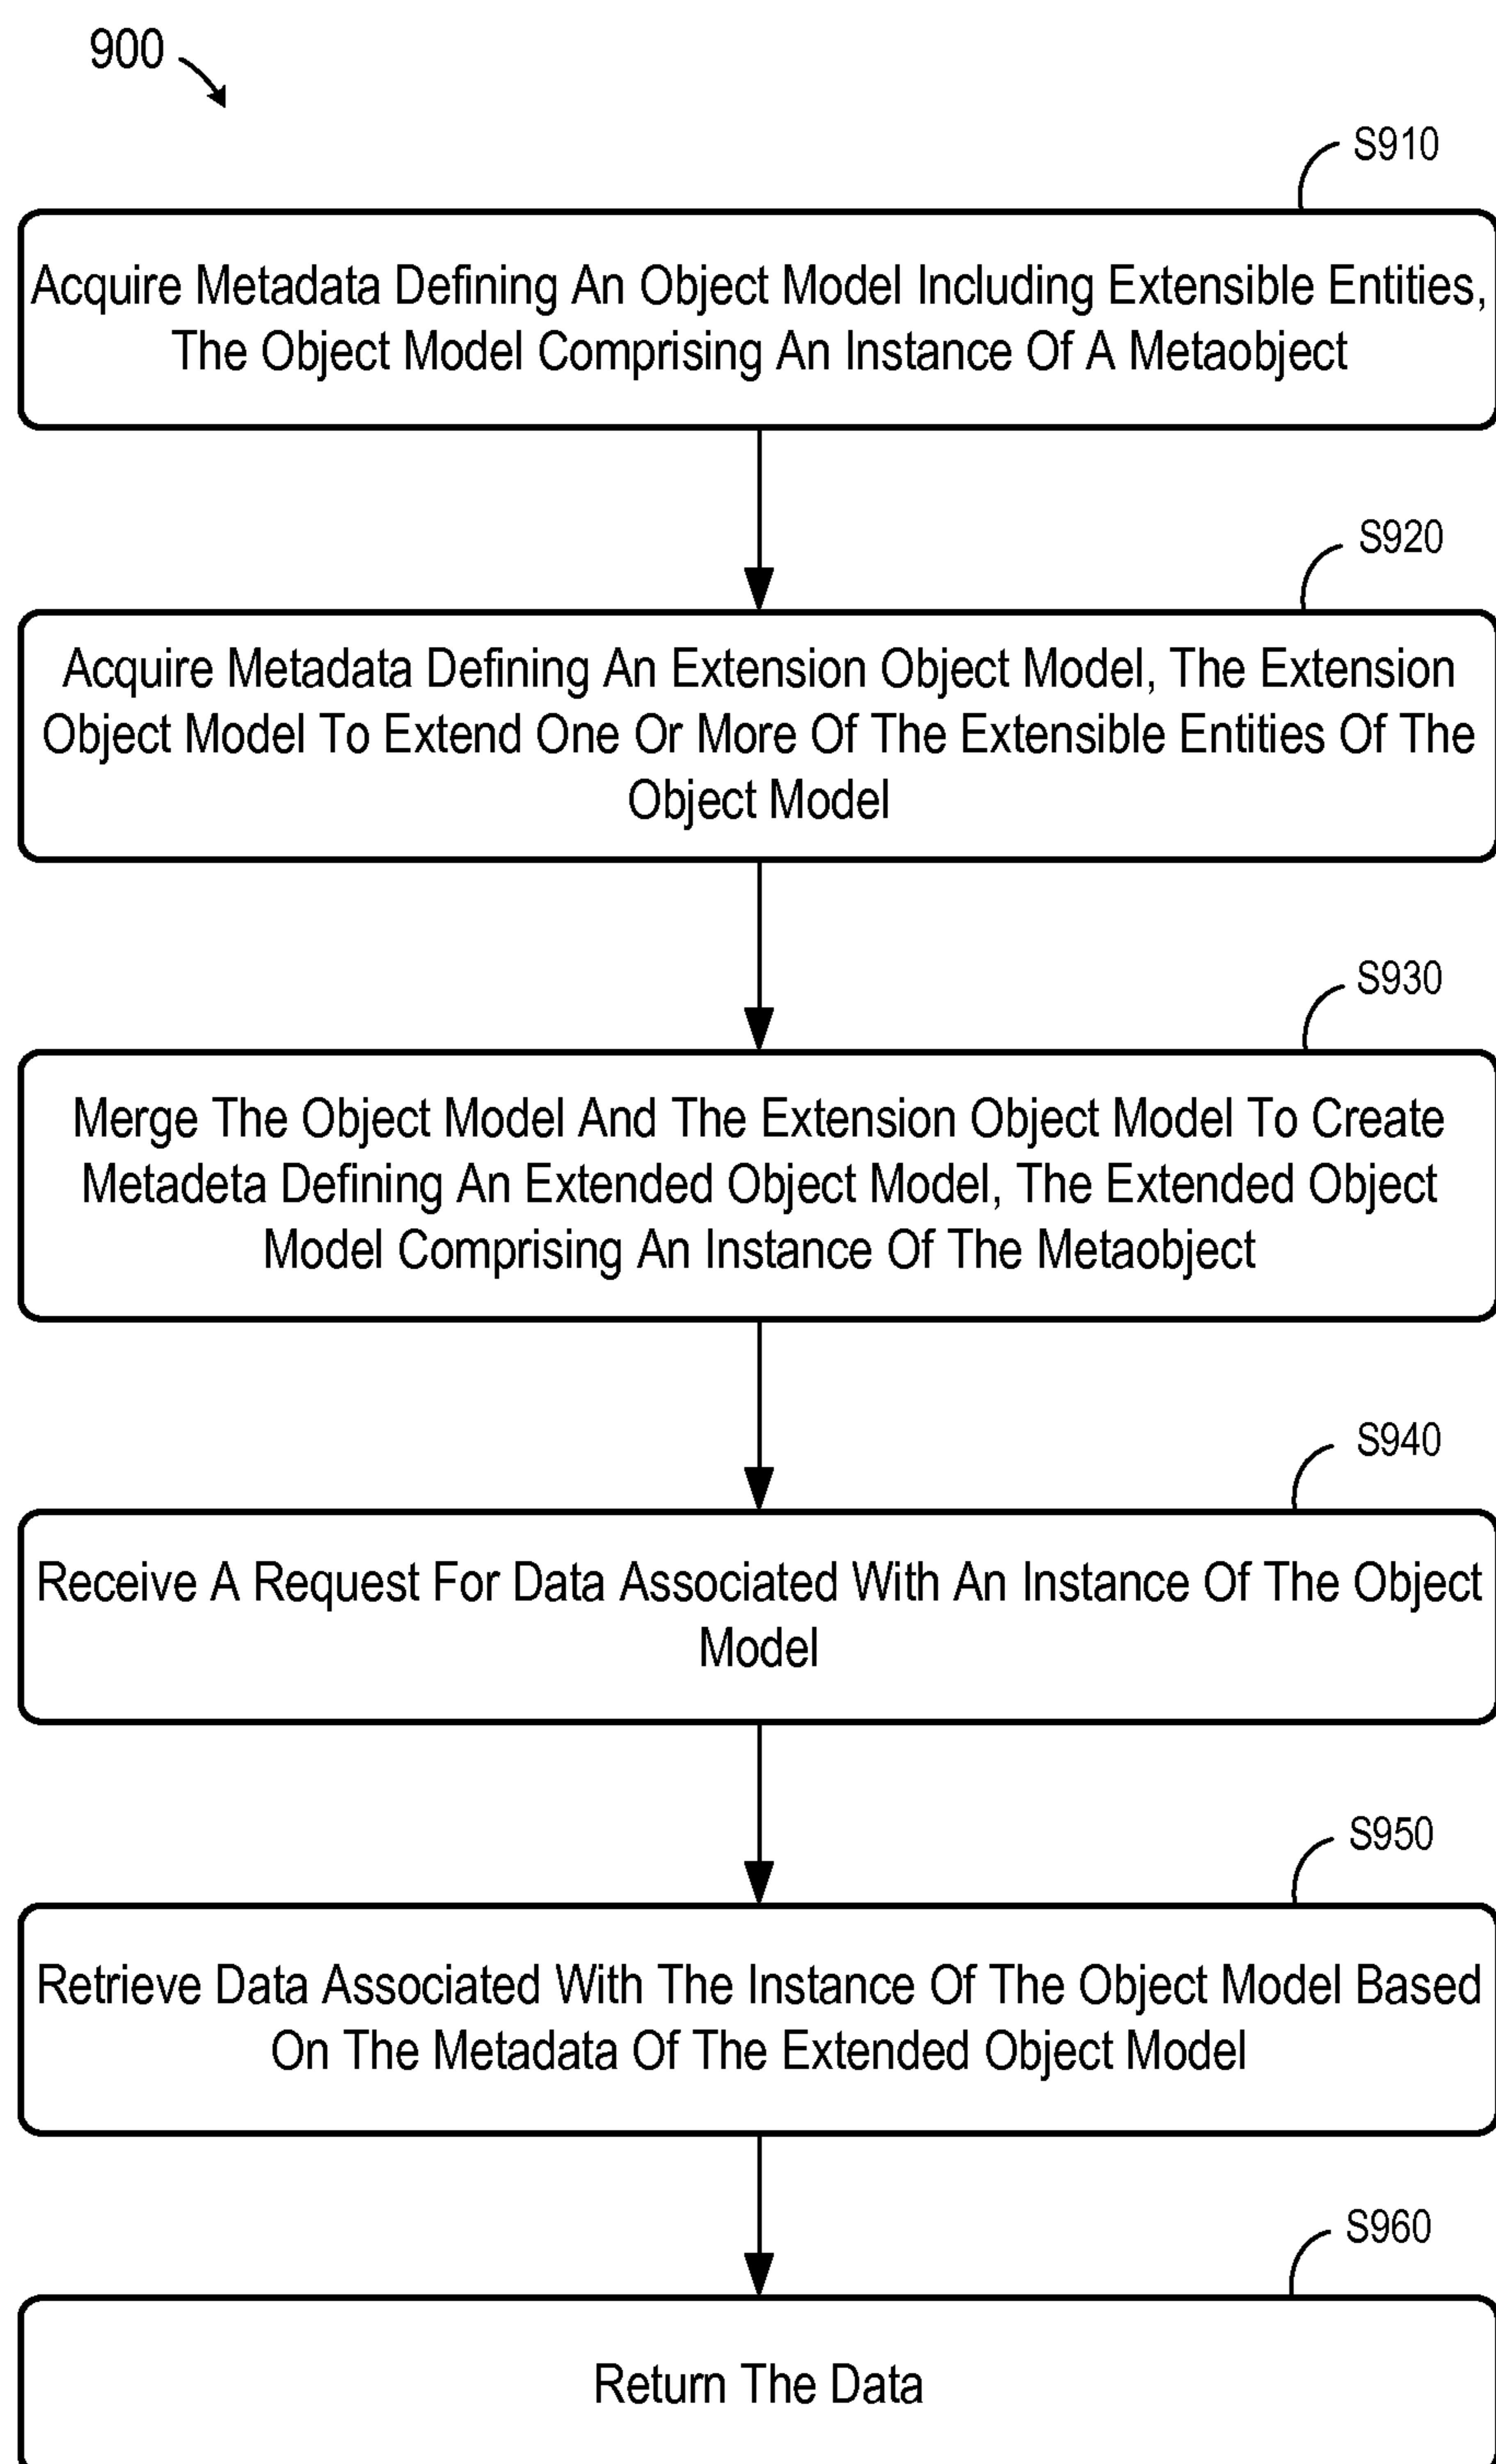 900
S910
Acquire Metadata Defining An Object Model Including Extensible Entities,
The Object Model Comprising An Instance Of A Metaobject
S920
Acquire Metadata Defining An Extension Object Model, The Extension
Object Model To Extend One Or More Of The Extensible Entities Of The
Object Model
S930
Merge The Object Model And The Extension Object Model To Create
Metadeta Defining An Extended Object Model, The Extended Object
Model Comprising An Instance Of The Metaobject
S940
Receive A Request For Data Associated With An Instance Of The Object
Model
S950
Retrieve Data Associated With The Instance Of The Object Model Based
On The Metadata Of The Extended Object Model
S960
Return The Data